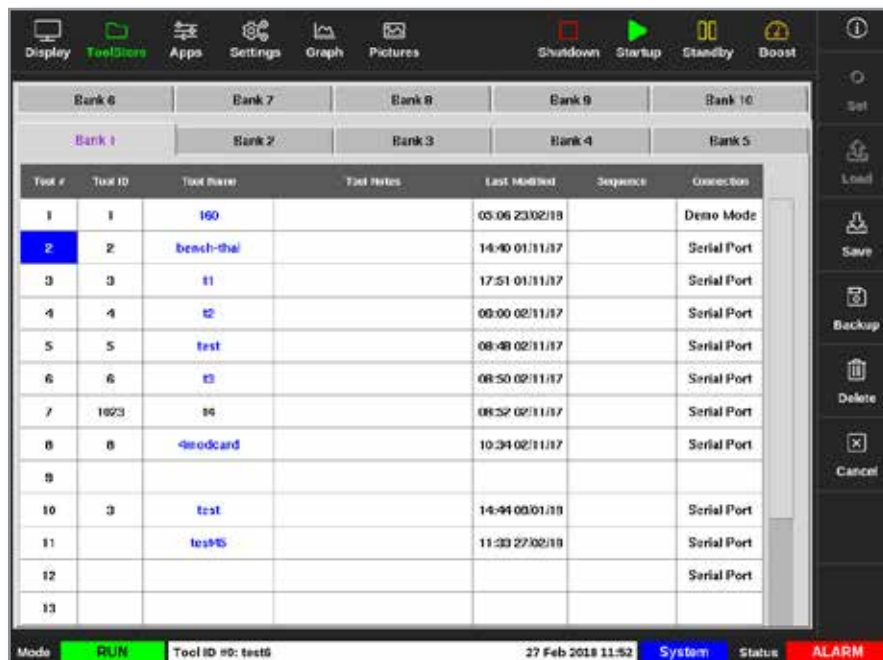 Display ToolStore Apps Settings Graph Pictures Shutdown Startup Standby Boost
Set
Load
Save
Backup
Delete
Cancel
Bank 6 Bank 7 Bank 8 Bank 9 Bank 10
Bank 1 Bank 2 Bank 3 Bank 4 Bank 5
Tool # Tool ID Tool Name Tool Notes Last Modified Sequence Connection
1 1 160 05:06 23/02/18 Demo Mode
2 2 bench-thai 14:40 01/11/17 Serial Port
3 3 t1 17:51 01/11/17 Serial Port
4 4 t2 02/11/17 Serial Port
5 5 test 08:48 02/11/17 Serial Port
6 6 t3 08:50 02/11/17 Serial Port
7 1023 t4 08:52 02/11/17 Serial Port
8 8 4modcard 10:34 02/11/17 Serial Port
9
10 3 test 14:44 Serial Port
11 test45 11:33 27/02/18 Serial Port
12 Serial Port
13
Mode RUN Tool ID #0: test6 27 Feb 2018 11:52 System Status ALARM